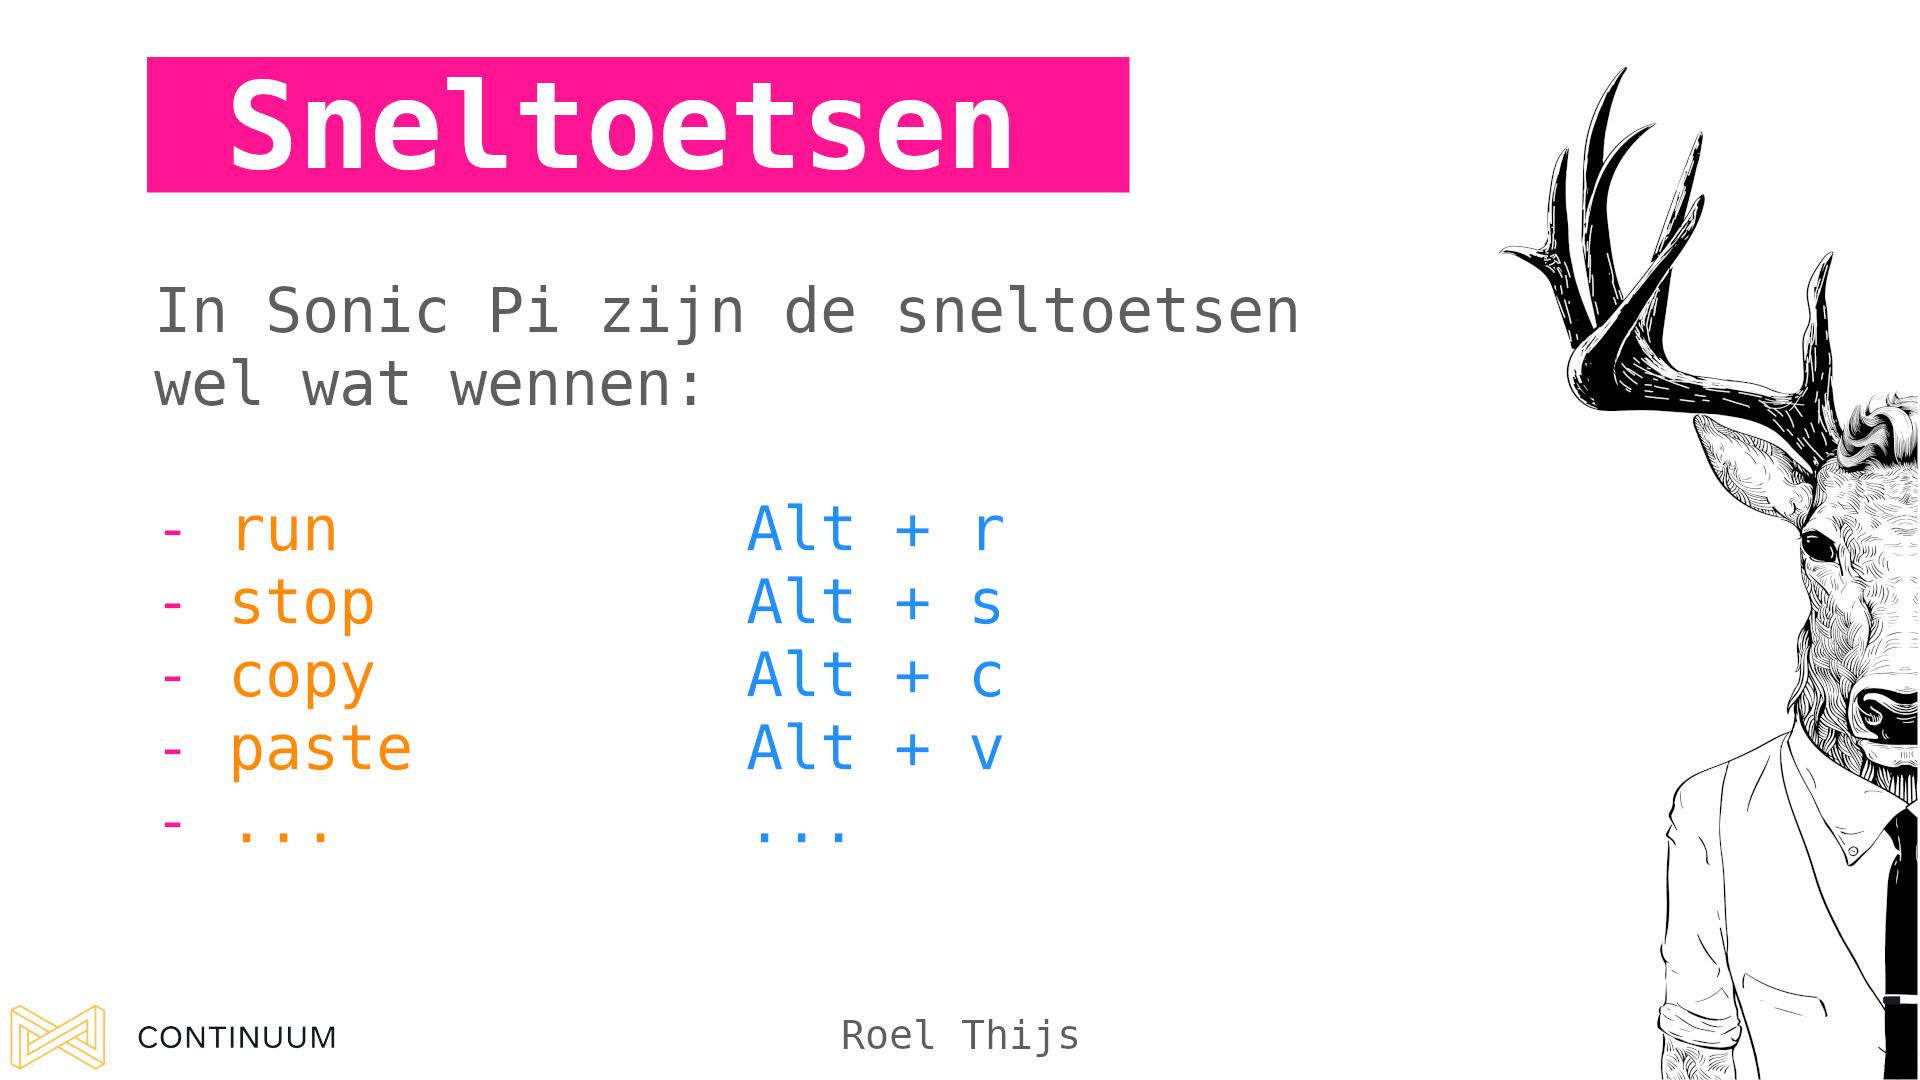 Sneltoetsen
In Sonic Pi zijn de sneltoetsen
wel wat wennen:
- run Alt + r
- stop Alt + s
- copy Alt + c
- paste Alt + v
- ... ...
CONTINUUM
Roel Thijs